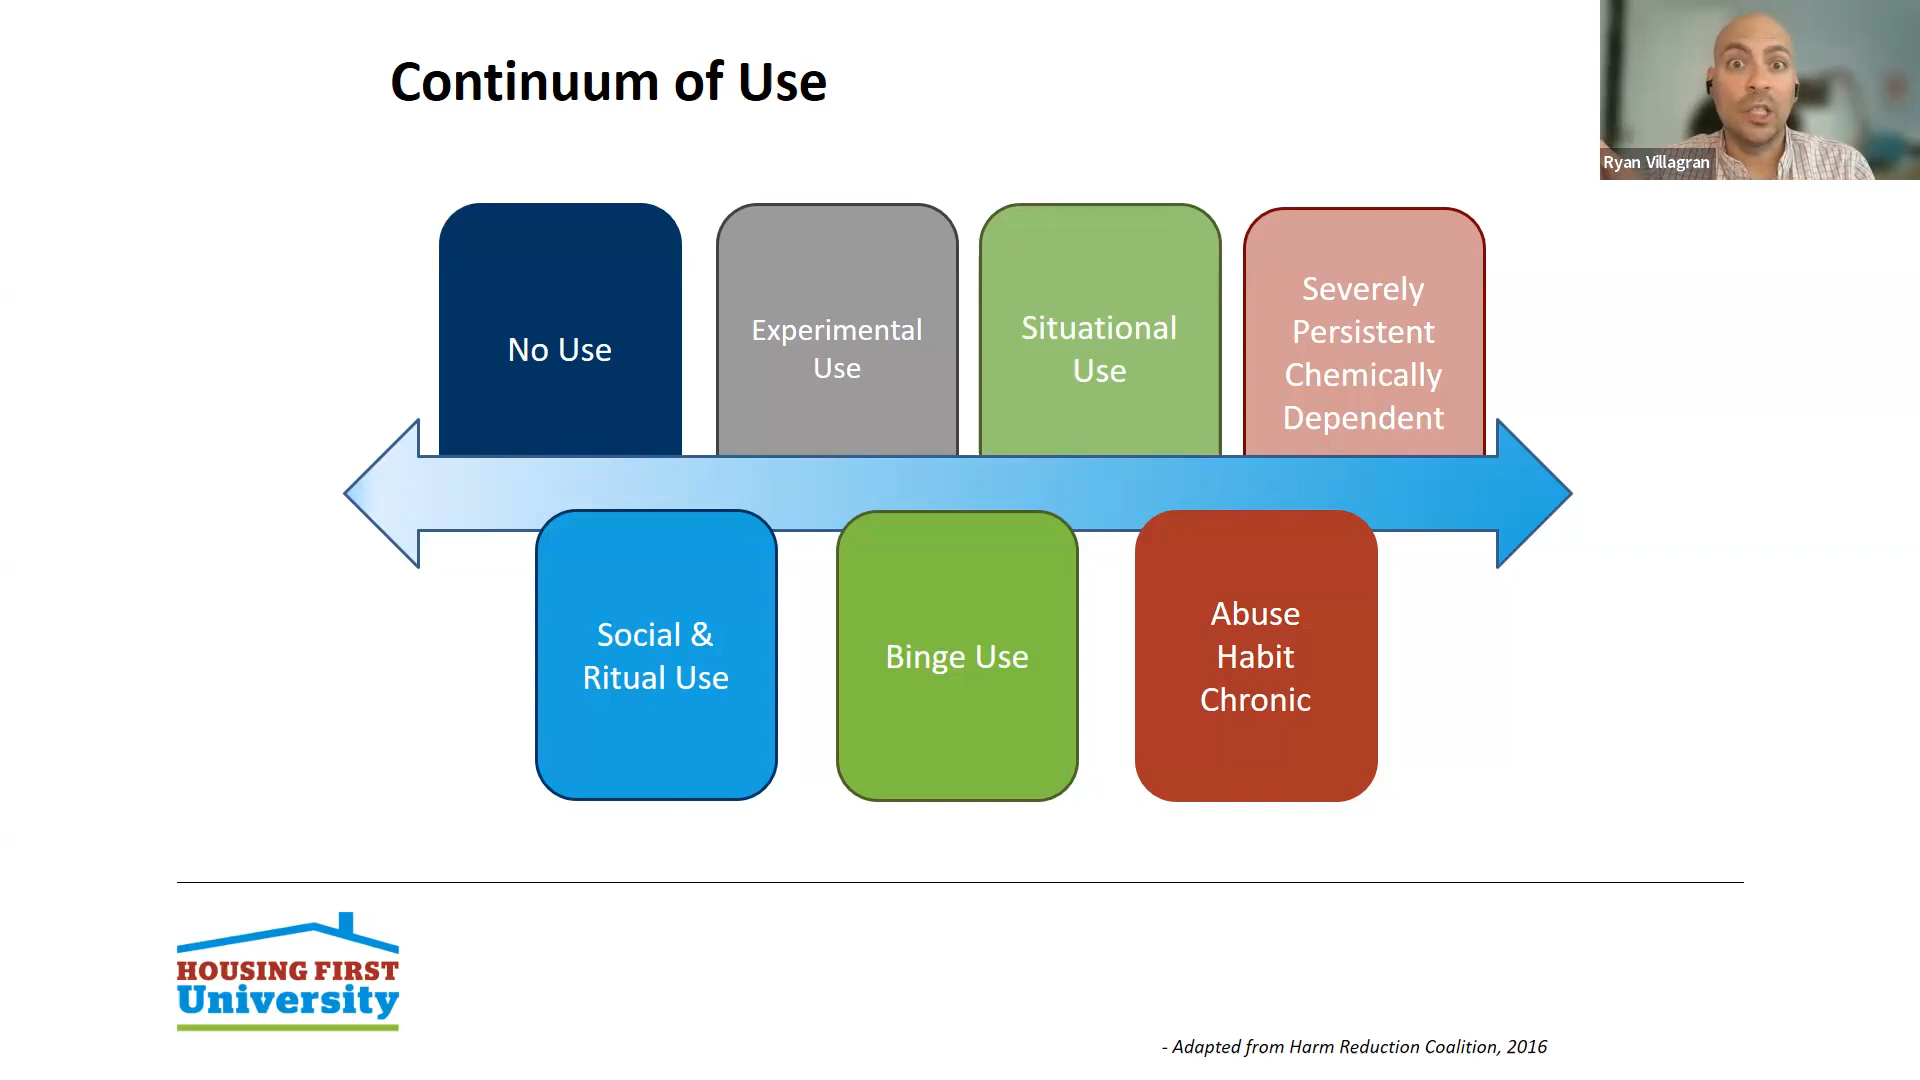 Continuum of Use
Ryan Villagran
No Use
Experimental
Use
Situational
Use
Severely
Persistent
Chemically
Dependent
Social &
Ritual Use
Binge Use
Abuse
Habit
Chronic
HOUSING FIRST
University
- Adapted from Harm Reduction Coalition, 2016